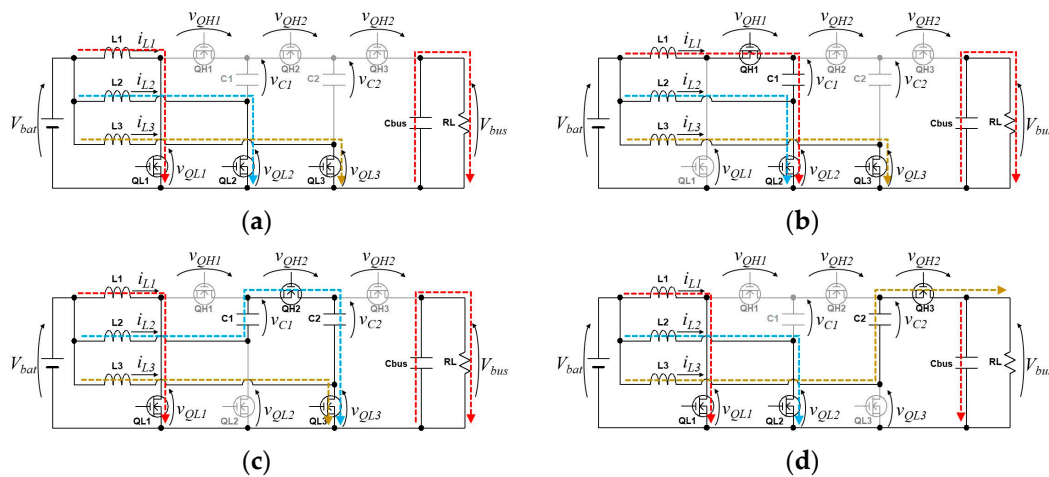 v_QH1 v_QH2 v_QH2
L1 i_L1
QH1 QH2 QH3
L2 i_L2 C1 v_C1 C2 v_C2
V_bat L3 i_L3 Cbus RL V_bus
QL1 v_QL1 QL2 v_QL2 QL3 v_QL3
(a)
v_QH1 v_QH2 v_QH2
L1 i_L1
QH1 QH2 QH3
L2 i_L2 C1 v_C1 C2 v_C2
V_bat L3 i_L3 Cbus RL V_bus
QL1 v_QL1 QL2 v_QL2 QL3 v_QL3
(b)
v_QH1 v_QH2 v_QH2
L1 i_L1
QH1 QH2 QH3
L2 i_L2 C1 v_C1 C2 v_C2
V_bat L3 i_L3 Cbus RL V_bus
QL1 v_QL1 QL2 v_QL2 QL3 v_QL3
(c)
v_QH1 v_QH2 v_QH2
L1 i_L1
QH1 QH2 QH3
L2 i_L2 C1 v_C1 C2 v_C2
V_bat L3 i_L3 Cbus RL V_bus
QL1 v_QL1 QL2 v_QL2 QL3 v_QL3
(d)